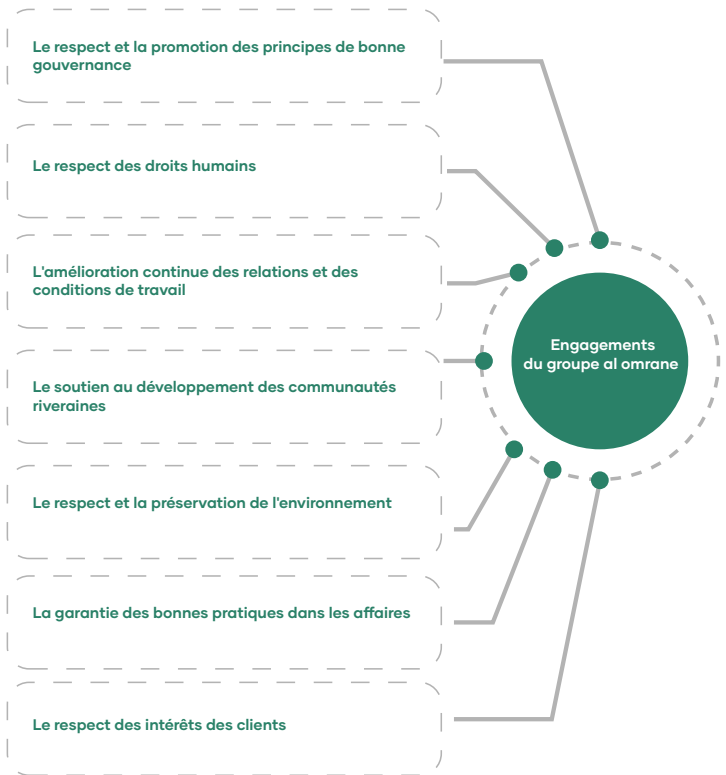 Le respect et la promotion des principes de bonne
gouvernance
Le respect des droits humains
L'amélioration continue des relations et des
conditions de travail
Le soutien au développement des communautés
riveraines
Le respect et la préservation de l'environnement
La garantie des bonnes pratiques dans les affaires
Le respect des intérêts des clients
Engagements
du groupe al omrane